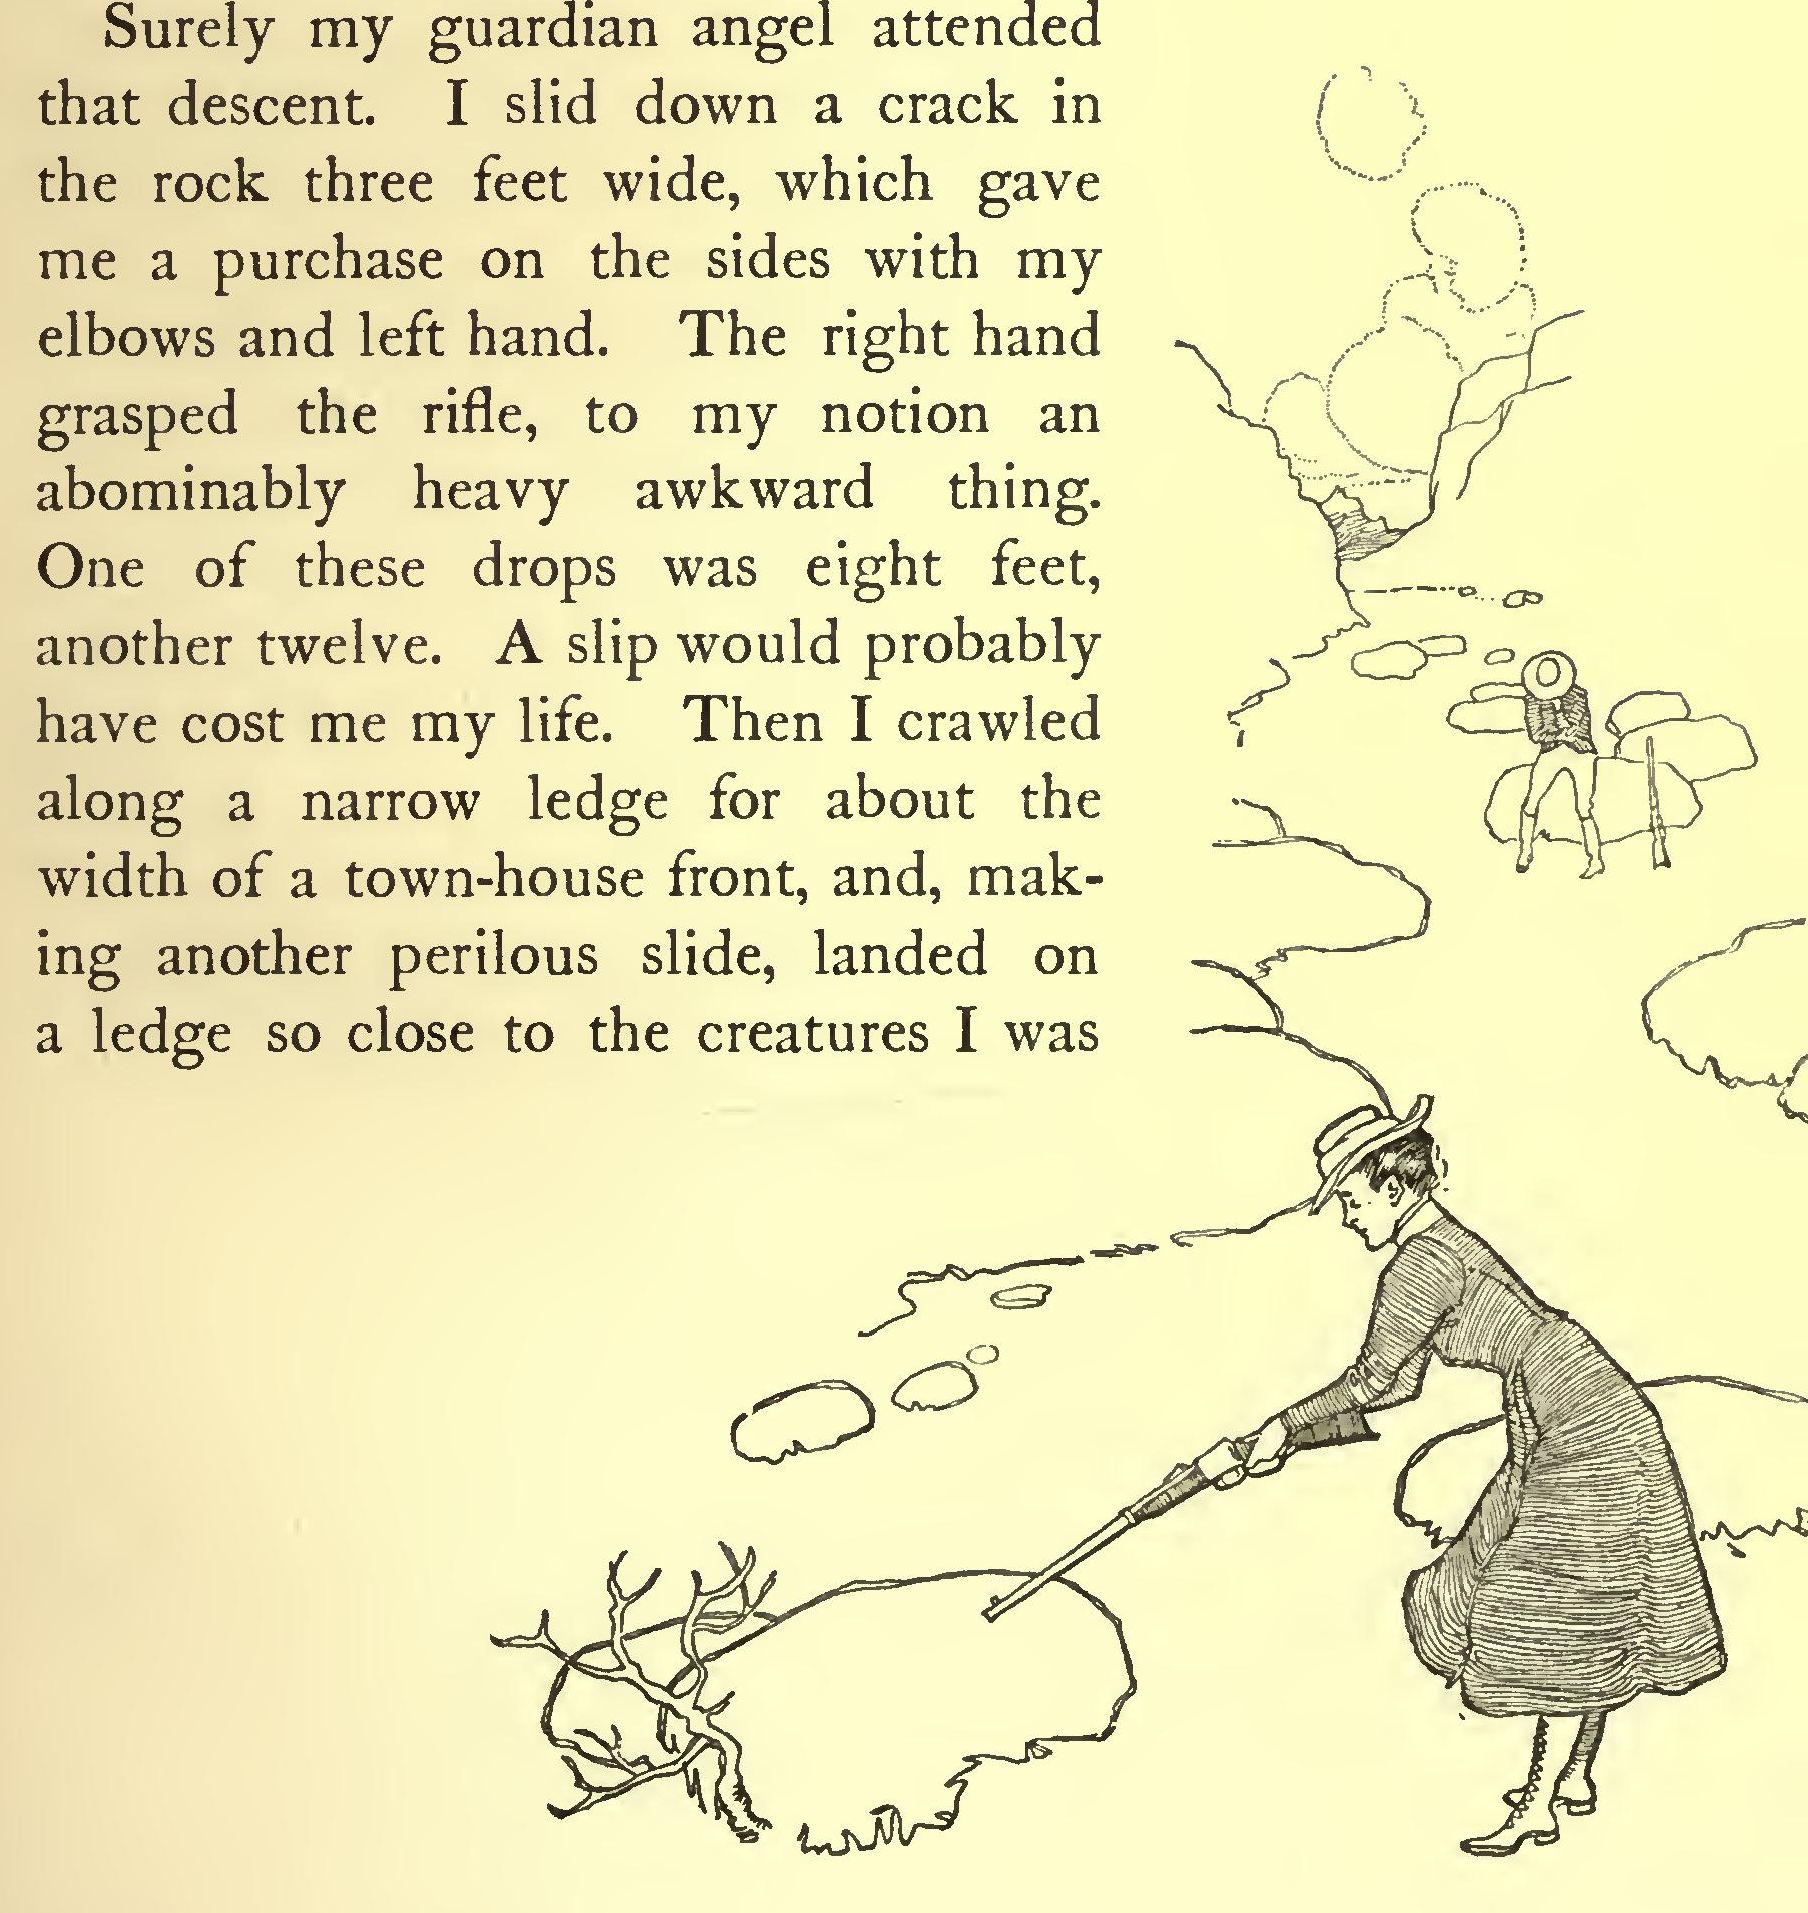 Surely my guardian angel attended
that descent. I slid down a crack in
the rock three feet wide, which gave
me a purchase on the sides with my
elbows and left hand. The right hand
grasped the rifle, to my notion an
abominably heavy awkward thing.
One of these drops was eight feet,
another twelve. A slip would probably
have cost me my life. Then I crawled
along a narrow ledge for about the
width of a town-house front, and, mak-
ing another perilous slide, landed on
a ledge so close to the creatures I was